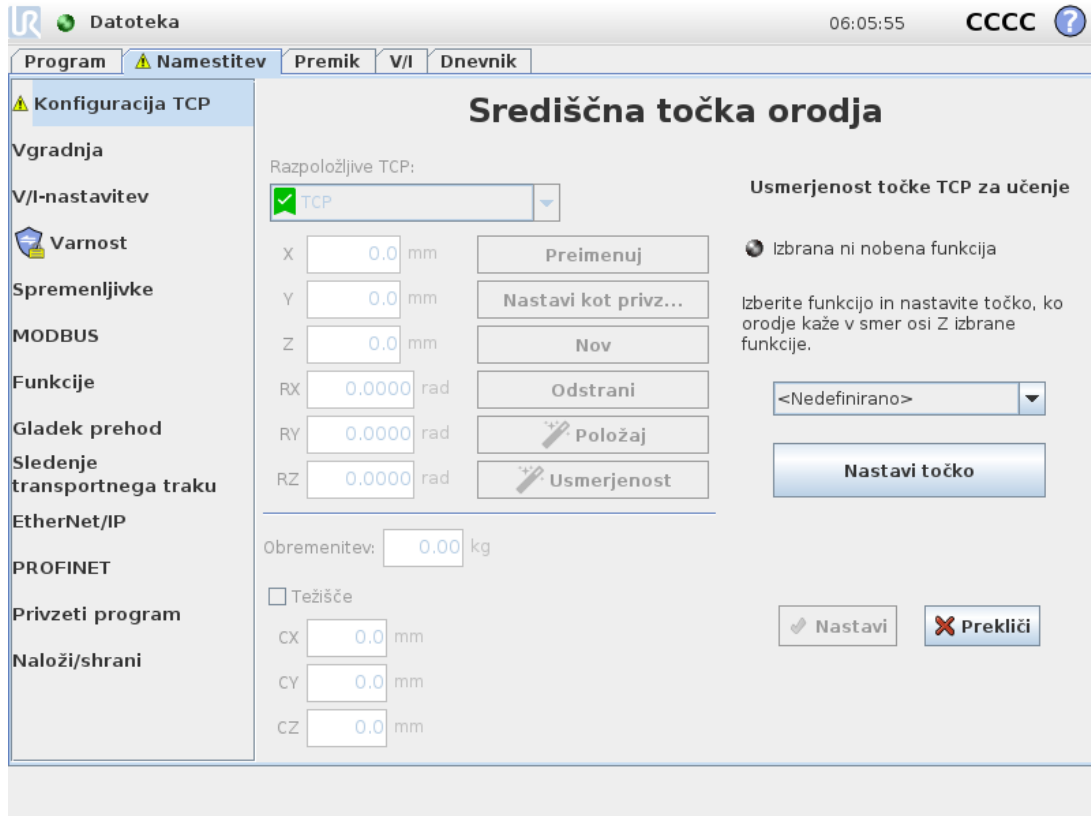 Datoteka
06:05:55
CCCC
?
Program
Namestitev
Premik
V/I
Dnevnik
Konfiguracija TCP
Vgradnja
V/I-nastavitev
Varnost
Spremenljivke
MODBUS
Funkcije
Gladek prehod
Sledenje
transportnega traku
EtherNet/IP
PROFINET
Privzeti program
Naloži/shrani
Središčna točka orodja
Razpoložljive TCP:
TCP
X 0.0 mm
Preimenuj
Y 0.0 mm
Nastavi kot privz...
Z 0.0 mm
Nov
RX 0.0000 rad
Odstrani
RY 0.0000 rad
Položaj
RZ 0.0000 rad
Usmerjenost
Obremenitev: 0.00 kg
Težišče
CX 0.0 mm
CY 0.0 mm
CZ 0.0 mm
Usmerjenost točke TCP za učenje
Izbrana ni nobena funkcija
Izberite funkcijo in nastavite točko, ko
orodje kaže v smer osi Z izbrane
funkcije.
<Nedefinirano>
Nastavi točko
Nastavi
Prekliči